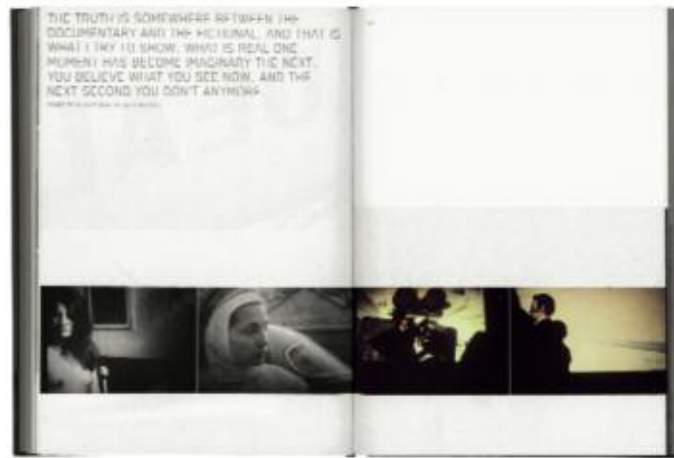 THE TRUTH IS SOMEWHERE BETWEEN THE
DOCUMENTARY AND THE FICTIONAL, AND THAT IS
WHAT I TRY TO SHOW. WHAT IS REAL ONE
MOMENT HAS BECOME IMAGINARY THE NEXT.
YOU BELIEVE WHAT YOU SEE NOW, AND THE
NEXT SECOND YOU DON'T ANYMORE